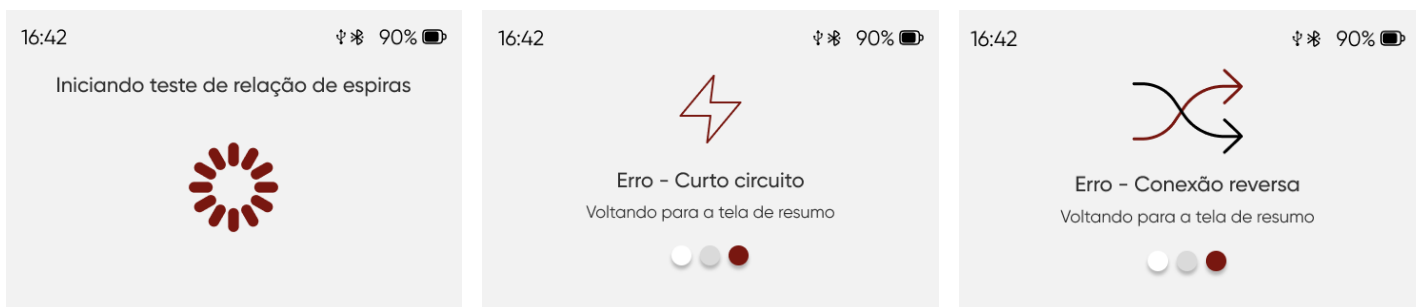 16:42
90%
Iniciando teste de relação de espiras
16:42
90%
Erro - Curto circuito
Voltando para a tela de resumo
16:42
90%
Erro - Conexão reversa
Voltando para a tela de resumo